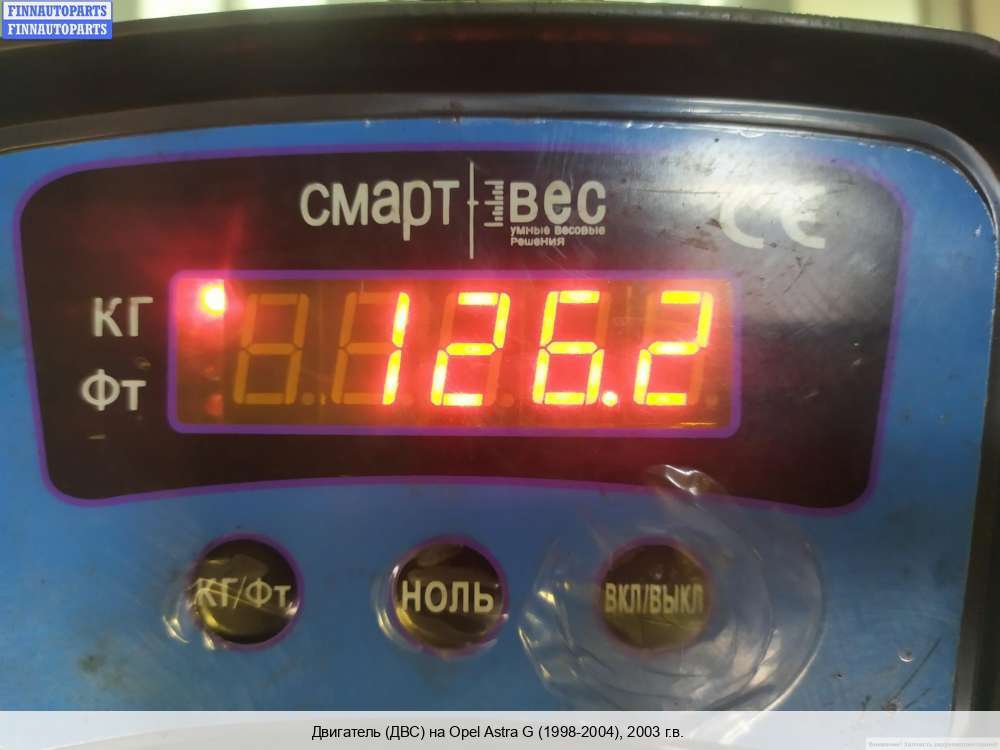 FINNAUTOPARTS
FINNAUTOPARTS
смарт вес
умные весовые
решения
CE
КГ
ФТ
126.2
КГ/ФТ
НОЛЬ
ВКЛ/ВЫКЛ
Двигатель (ДВС) на Opel Astra G (1998-2004), 2003 г.в.